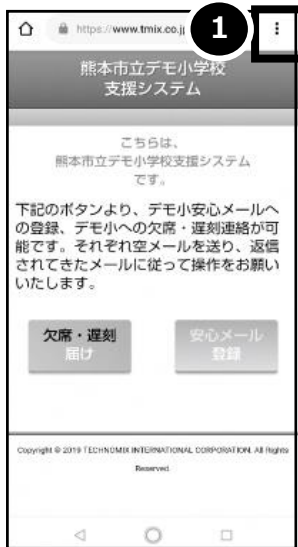 https://www.tmix.co.j
1
熊本市立デモ小学校
支援システム
こちらは、
熊本市立デモ小学校支援システム
です。
下記のボタンより、デモ小安心メールへ
の登録、デモ小への欠席・遅刻連絡が可
能です。それぞれ空メールを送り、返信
されてきたメールに従って操作をお願い
いたします。
欠席・遅刻
届け
安心メール
登録
Copyright © 2019 TECHNOMIX INTERNATIONAL CORPORATION. All Rights
Reserved.